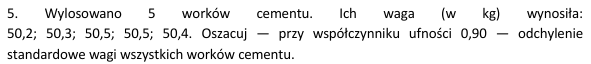 5. Wylosowano 5 worków cementu. Ich waga (w kg) wynosiła:
50,2; 50,3; 50,5; 50,5; 50,4. Oszacuj — przy współczynniku ufności 0,90 — odchylenie
standardowe wagi wszystkich worków cementu.